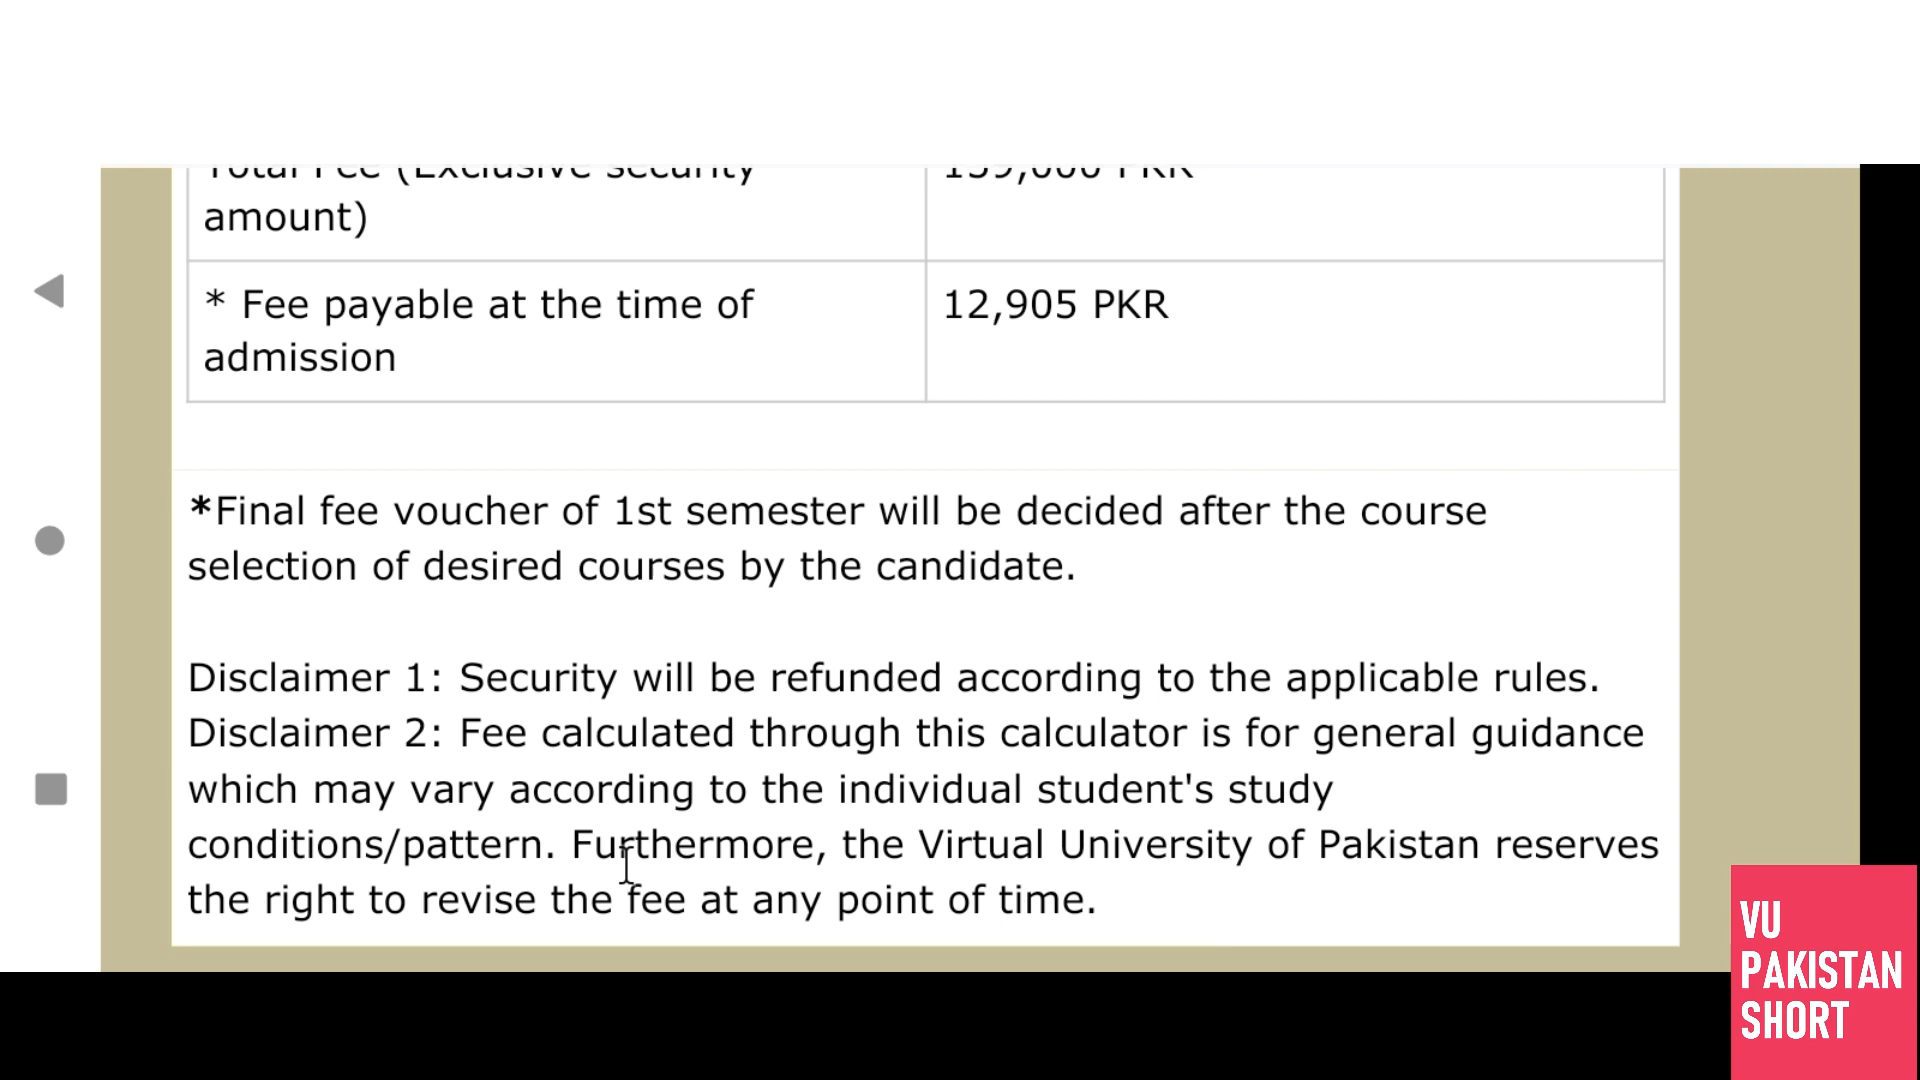 Total Fee (Exclusive security
amount)
* Fee payable at the time of
admission
12,905 PKR
*Final fee voucher of 1st semester will be decided after the course
selection of desired courses by the candidate.
Disclaimer 1: Security will be refunded according to the applicable rules.
Disclaimer 2: Fee calculated through this calculator is for general guidance
which may vary according to the individual student's study
conditions/pattern. Furthermore, the Virtual University of Pakistan reserves
the right to revise the fee at any point of time.
VU
PAKISTAN
SHORT